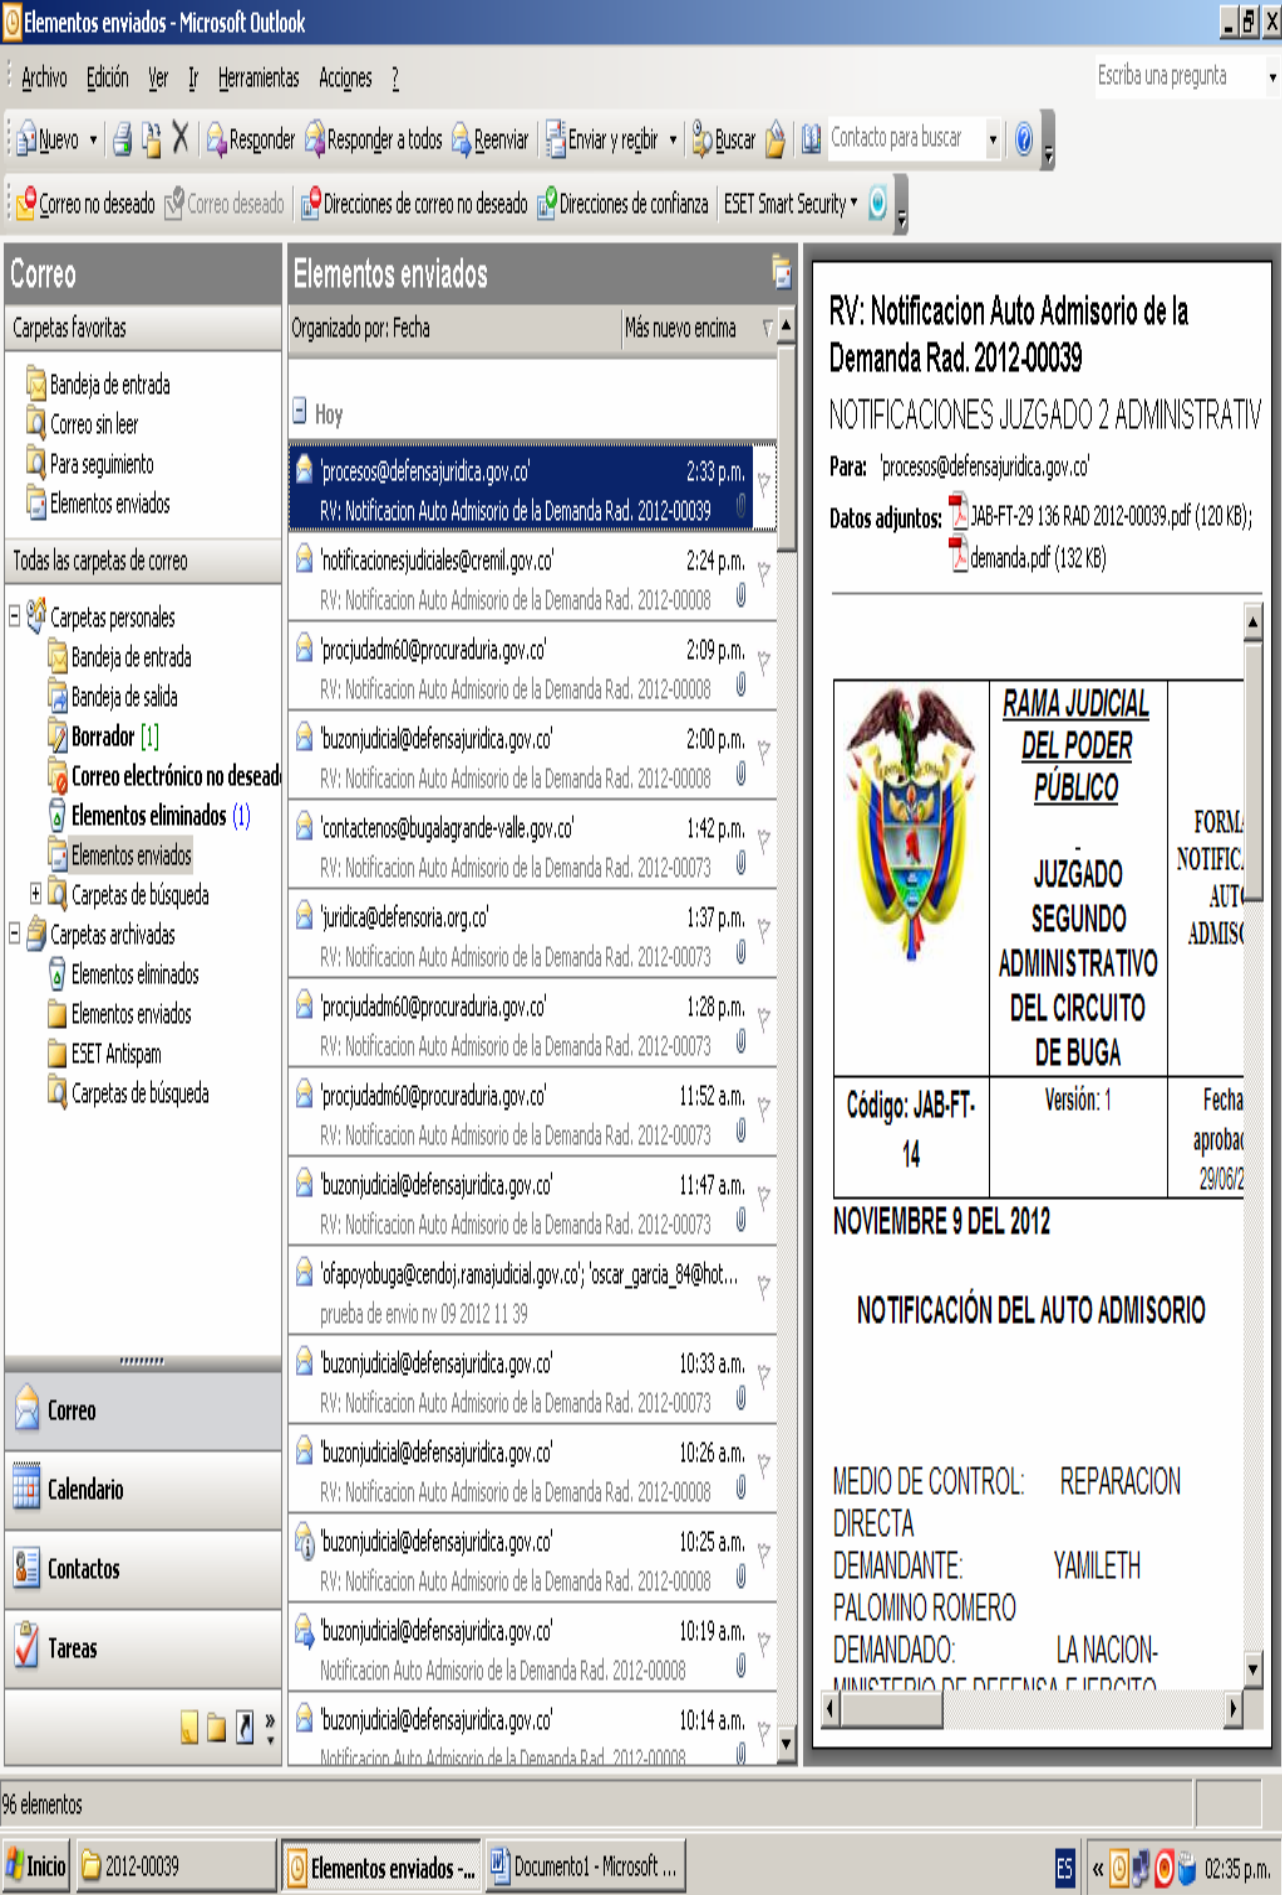 Elementos enviados - Microsoft Outlook
Archivo Edición Ver Ir Herramientas Acciones ?
Escriba una pregunta
Nuevo Responder Responder a todos Reenviar Enviar y recibir Buscar Contacto para buscar
Correo no deseado Correo deseado Direcciones de correo no deseado Direcciones de confianza ESET Smart Security
Correo
Carpetas favoritas
Bandeja de entrada
Correo sin leer
Para seguimiento
Elementos enviados
Todas las carpetas de correo
Carpetas personales
Bandeja de entrada
Bandeja de salida
Borrador [1]
Correo electrónico no desead
Elementos eliminados (1)
Elementos enviados
Carpetas de búsqueda
Carpetas archivadas
Elementos eliminados
Elementos enviados
ESET Antispam
Carpetas de búsqueda
Correo
Calendario
Contactos
Tareas
Elementos enviados
Organizado por: Fecha Más nuevo encima
Hoy
'procesos@defensajuridica.gov.co' 2:33 p.m.
RV: Notificacion Auto Admisorio de la Demanda Rad. 2012-00039
'notificacionesjudiciales@cremil.gov.co' 2:24 p.m.
RV: Notificacion Auto Admisorio de la Demanda Rad. 2012-00008
'procjudadm60@procuraduria.gov.co' 2:09 p.m.
RV: Notificacion Auto Admisorio de la Demanda Rad. 2012-00008
'buzonjudicial@defensajuridica.gov.co' 2:00 p.m.
RV: Notificacion Auto Admisorio de la Demanda Rad. 2012-00008
'contactenos@bugalagrande-valle.gov.co' 1:42 p.m.
RV: Notificacion Auto Admisorio de la Demanda Rad. 2012-00073
'juridica@defensoria.org.co' 1:37 p.m.
RV: Notificacion Auto Admisorio de la Demanda Rad. 2012-00073
'procjudadm60@procuraduria.gov.co' 1:28 p.m.
RV: Notificacion Auto Admisorio de la Demanda Rad. 2012-00073
'procjudadm60@procuraduria.gov.co' 11:52 a.m.
RV: Notificacion Auto Admisorio de la Demanda Rad. 2012-00073
'buzonjudicial@defensajuridica.gov.co' 11:47 a.m.
RV: Notificacion Auto Admisorio de la Demanda Rad. 2012-00073
'ofapoyobuga@cendoj.ramajudicial.gov.co'; 'oscar_garcia_84@hot...
prueba de envio nv 09 2012 11 39
'buzonjudicial@defensajuridica.gov.co' 10:33 a.m.
RV: Notificacion Auto Admisorio de la Demanda Rad. 2012-00073
'buzonjudicial@defensajuridica.gov.co' 10:26 a.m.
RV: Notificacion Auto Admisorio de la Demanda Rad. 2012-00008
'buzonjudicial@defensajuridica.gov.co' 10:25 a.m.
RV: Notificacion Auto Admisorio de la Demanda Rad. 2012-00008
'buzonjudicial@defensajuridica.gov.co' 10:19 a.m.
Notificacion Auto Admisorio de la Demanda Rad. 2012-00008
'buzonjudicial@defensajuridica.gov.co' 10:14 a.m.
Notificacion Auto Admisorio de la Demanda Rad. 2012-00008
RV: Notificacion Auto Admisorio de la
Demanda Rad. 2012-00039
NOTIFICACIONES JUZGADO 2 ADMINISTRATIV
Para: 'procesos@defensajuridica.gov.co'
Datos adjuntos: JAB-FT-29 136 RAD 2012-00039.pdf (120 KB);
demanda.pdf (132 KB)
RAMA JUDICIAL
DEL PODER
PÚBLICO
-
JUZGADO
SEGUNDO
ADMINISTRATIVO
DEL CIRCUITO
DE BUGA
FORMA
NOTIFIC
AUTO
ADMISO
Código: JAB-FT-
14
Versión: 1
Fecha
aprobac
29/06/2
NOVIEMBRE 9 DEL 2012
NOTIFICACIÓN DEL AUTO ADMISORIO
MEDIO DE CONTROL: REPARACION
DIRECTA
DEMANDANTE: YAMILETH
PALOMINO ROMERO
DEMANDADO: LA NACION-
MINISTERIO DE DEFENSA EJERCITO
96 elementos
Inicio 2012-00039 Elementos enviados -... Documento1 - Microsoft ... ES « 02:35 p.m.